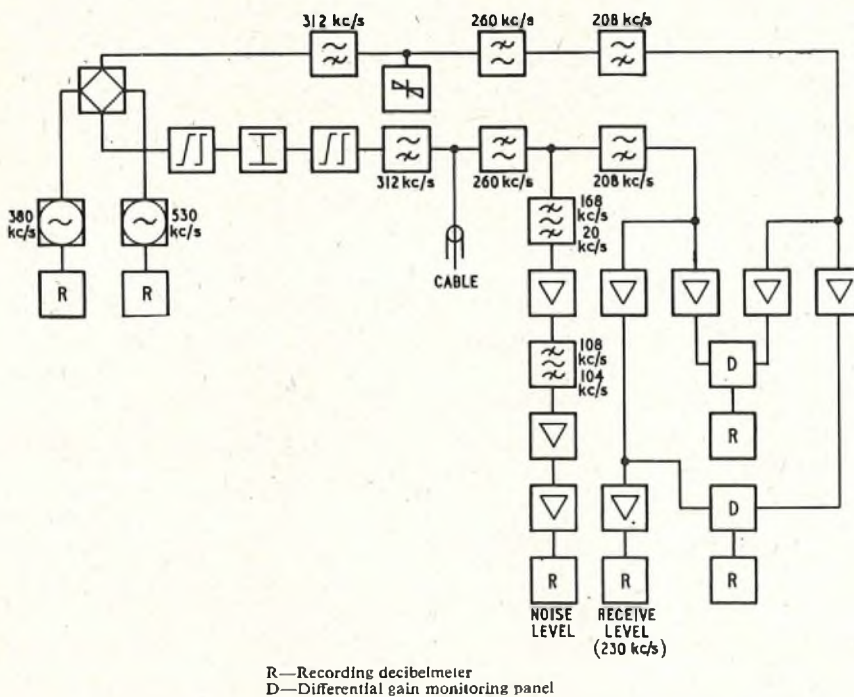 312 kc/s
260 kc/s
208 kc/s
312 kc/s
260 kc/s
208 kc/s
380
kc/s
530
kc/s
168
kc/s
20
kc/s
R
R
CABLE
108
kc/s
104
kc/s
D
R
D
R
R
R
NOISE
LEVEL
RECEIVE
LEVEL
(230 kc/s)
R—Recording decibelmeter
D—Differential gain monitoring panel